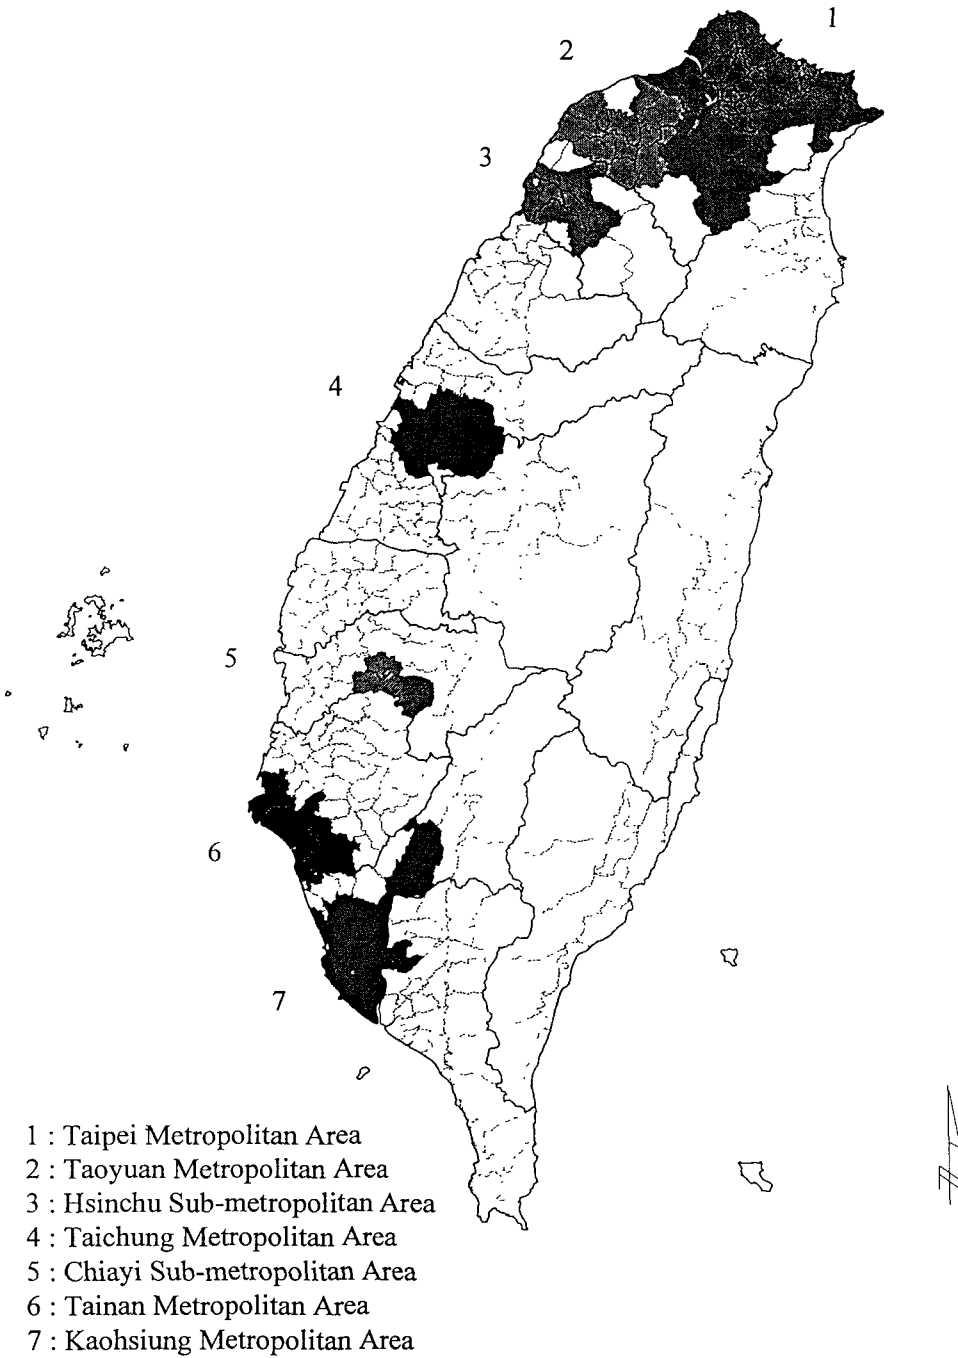 1
2
3
4
5
6
7
1 : Taipei Metropolitan Area
2 : Taoyuan Metropolitan Area
3 : Hsinchu Sub-metropolitan Area
4 : Taichung Metropolitan Area
5 : Chiayi Sub-metropolitan Area
6 : Tainan Metropolitan Area
7 : Kaohsiung Metropolitan Area